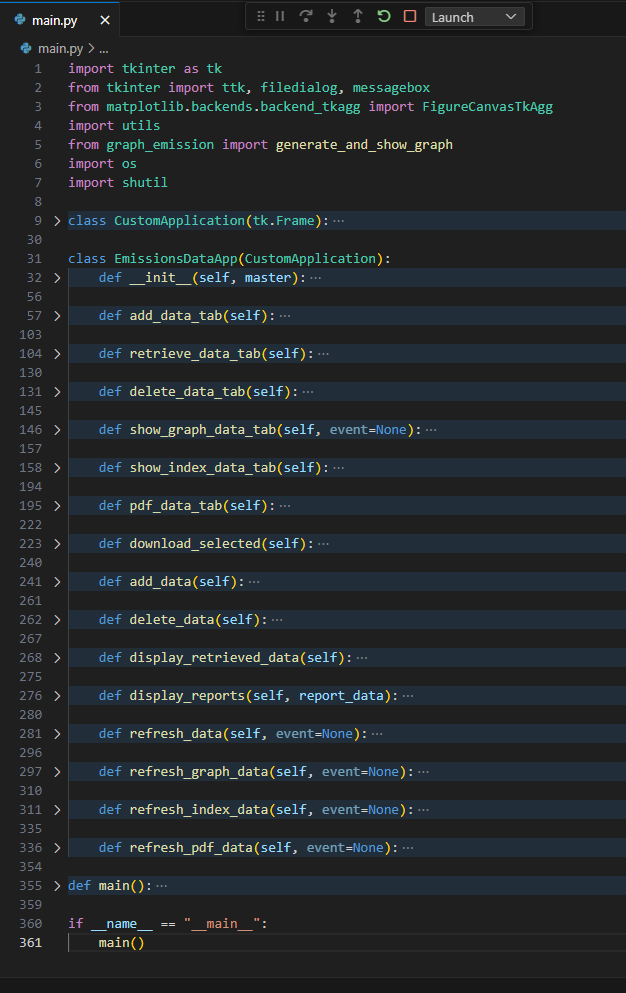 main.py
Launch
main.py > ...
1 import tkinter as tk
2 from tkinter import ttk, filedialog, messagebox
3 from matplotlib.backends.backend_tkagg import FigureCanvasTkAgg
4 import utils
5 from graph_emission import generate_and_show_graph
6 import os
7 import shutil
8
9 class CustomApplication(tk.Frame): ...
30
31 class EmissionsDataApp(CustomApplication):
32 def __init__(self, master): ...
56
57 def add_data_tab(self): ...
103
104 def retrieve_data_tab(self): ...
130
131 def delete_data_tab(self): ...
145
146 def show_graph_data_tab(self, event=None): ...
157
158 def show_index_data_tab(self): ...
194
195 def pdf_data_tab(self): ...
222
223 def download_selected(self): ...
240
241 def add_data(self): ...
261
262 def delete_data(self): ...
267
268 def display_retrieved_data(self): ...
275
276 def display_reports(self, report_data): ...
280
281 def refresh_data(self, event=None): ...
296
297 def refresh_graph_data(self, event=None): ...
310
311 def refresh_index_data(self, event=None): ...
335
336 def refresh_pdf_data(self, event=None): ...
354
355 def main(): ...
359
360 if __name__ == "__main__":
361 main()